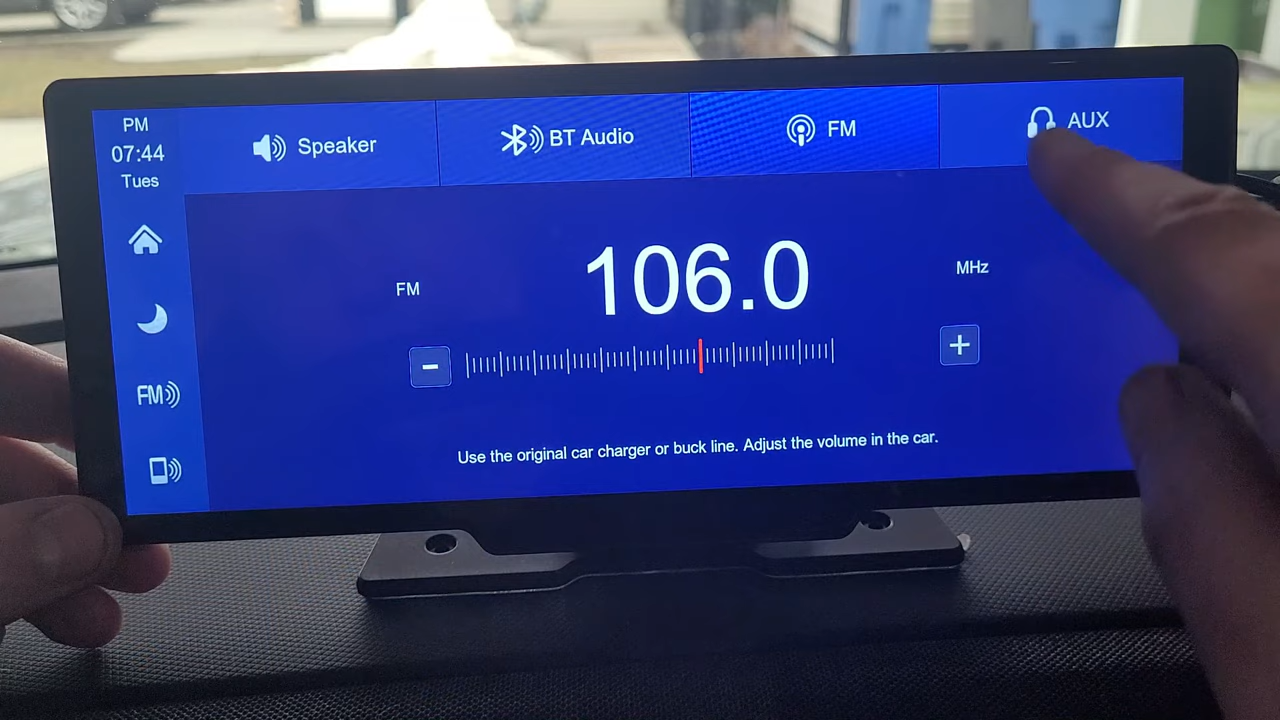 PM
07:44
Tues
Speaker
BT Audio
FM
AUX
FM
106.0
MHz
-
+
FM
Use the original car charger or buck line. Adjust the volume in the car.